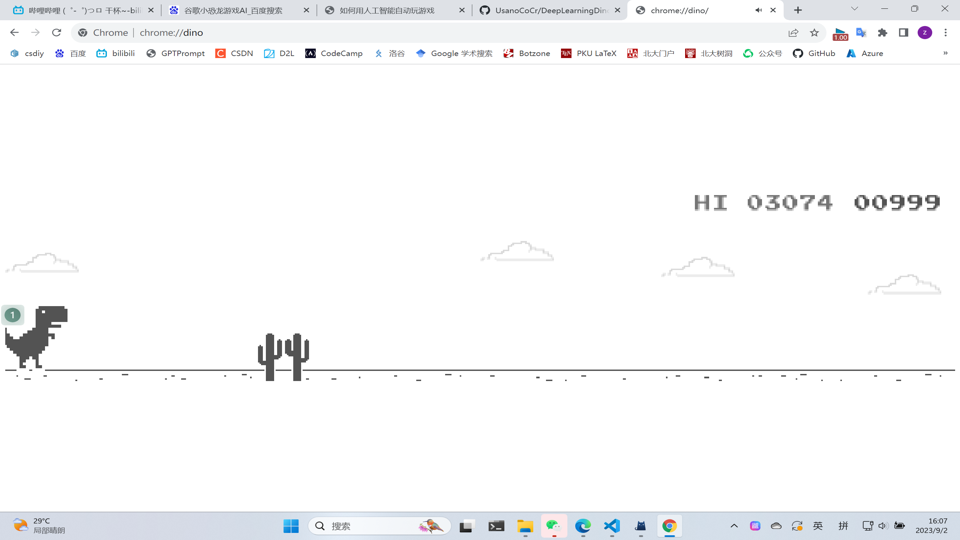 哔哩哔哩 (゜-゜)つロ 干杯~-bili
谷歌小恐龙游戏AI_百度搜索
如何用人工智能自动玩游戏
UsanoCoCr/DeepLearningDino
chrome://dino/
Chrome | chrome://dino
1.00
z
csdiy
百度
bilibili
GPTPrompt
CSDN
D2L
CodeCamp
洛谷
Google 学术搜索
Botzone
PKU LaTeX
北大门户
北大树洞
公众号
GitHub
Azure
»
HI 03074 00999
1
29°C
局部晴朗
搜索
英
拼
16:07
2023/9/2